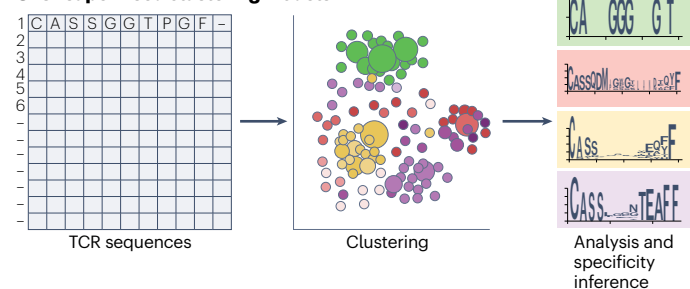 1 C A S S G G T P G F –
2
3
4
5
6
–
–
–
–
–
–
–
TCR sequences
Clustering
CA GGG GT
CASSQDM
F
CASS
F
CASS
N
TEAFF
Analysis and
specificity
inference